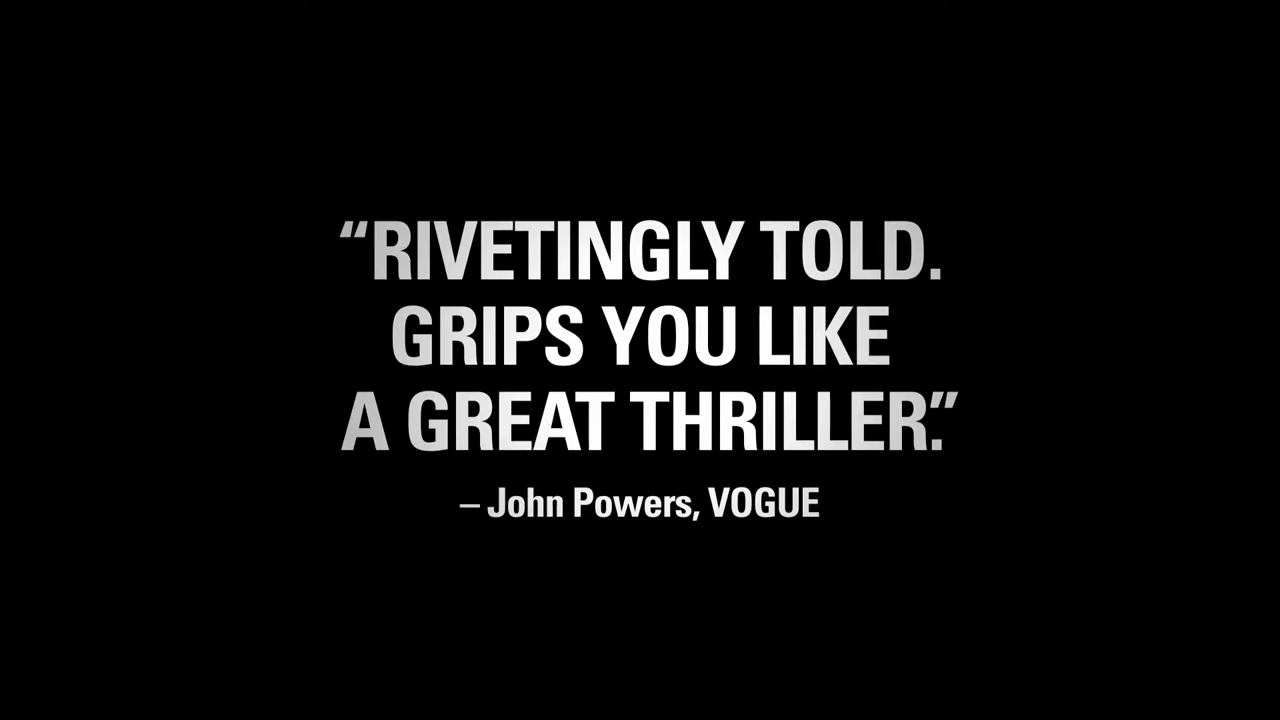 “RIVETINGLY TOLD.
GRIPS YOU LIKE
A GREAT THRILLER.”
– John Powers, VOGUE